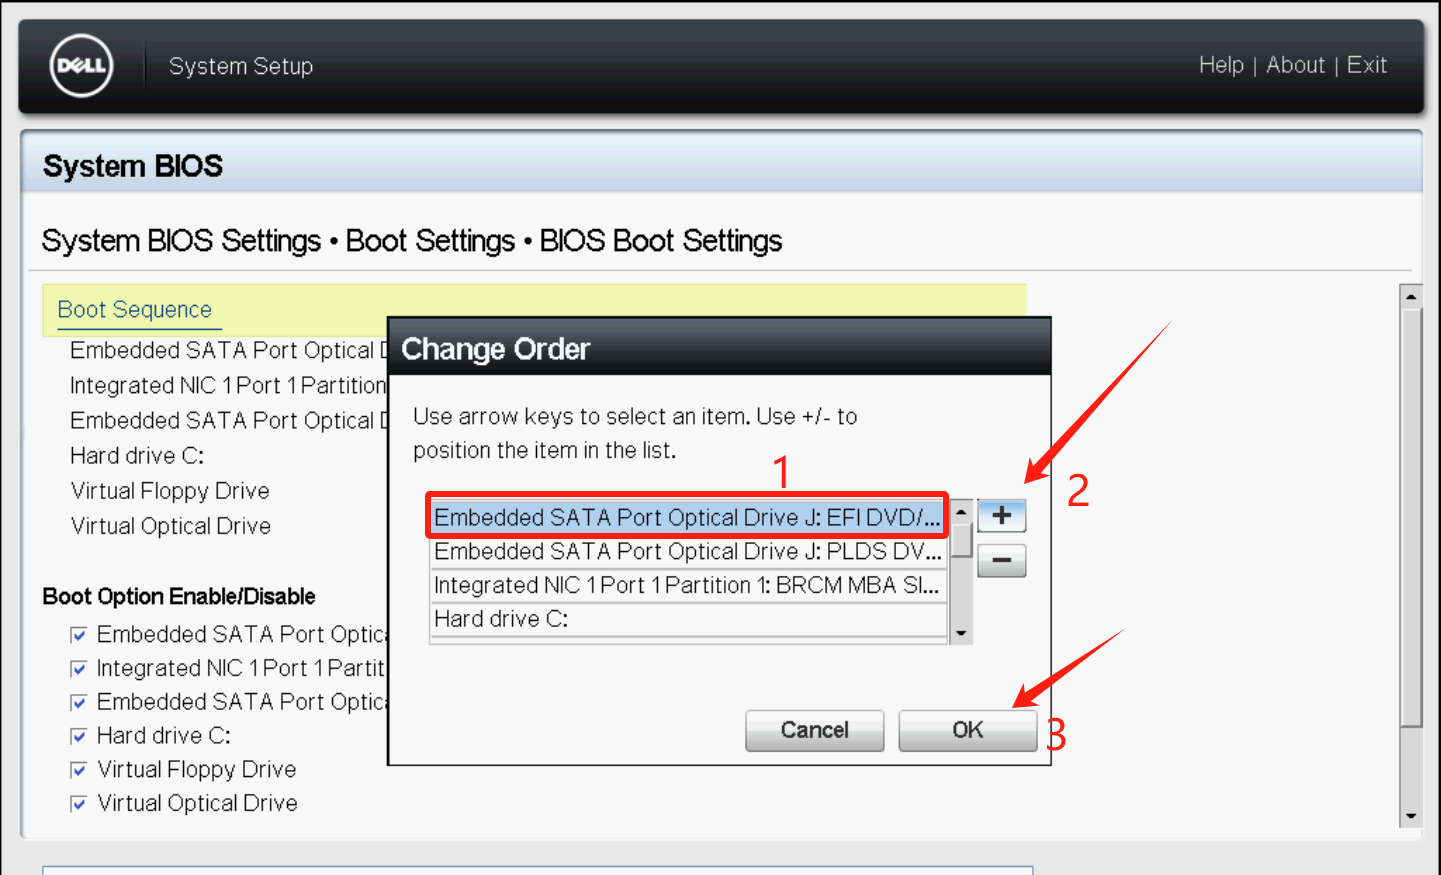 DELL
System Setup
Help | About | Exit
System BIOS
System BIOS Settings • Boot Settings • BIOS Boot Settings
Boot Sequence
Embedded SATA Port Optical
Integrated NIC 1 Port 1 Partition
Embedded SATA Port Optical
Hard drive C:
Virtual Floppy Drive
Virtual Optical Drive
Boot Option Enable/Disable
Embedded SATA Port Optic
Integrated NIC 1 Port 1 Partit
Embedded SATA Port Optic
Hard drive C:
Virtual Floppy Drive
Virtual Optical Drive
Change Order
Use arrow keys to select an item. Use +/- to
position the item in the list.
1
Embedded SATA Port Optical Drive J: EFI DVD/...
Embedded SATA Port Optical Drive J: PLDS DV...
Integrated NIC 1 Port 1 Partition 1: BRCM MBA Sl...
Hard drive C:
+
−
2
Cancel
OK
3